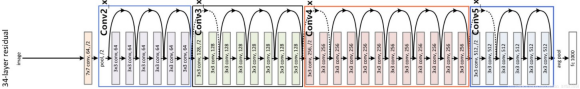 34-layer residual
image
7x7 conv, 64, /2
pool, /2
Conv2_x
3x3 conv, 64
3x3 conv, 64
3x3 conv, 64
3x3 conv, 64
3x3 conv, 64
3x3 conv, 64
Conv3_x
3x3 conv, 128, /2
3x3 conv, 128
3x3 conv, 128
3x3 conv, 128
3x3 conv, 128
3x3 conv, 128
3x3 conv, 128
3x3 conv, 128
Conv4_x
3x3 conv, 256, /2
3x3 conv, 256
3x3 conv, 256
3x3 conv, 256
3x3 conv, 256
3x3 conv, 256
3x3 conv, 256
3x3 conv, 256
3x3 conv, 256
3x3 conv, 256
3x3 conv, 256
3x3 conv, 256
Conv5_x
3x3 conv, 512, /2
3x3 conv, 512
3x3 conv, 512
3x3 conv, 512
3x3 conv, 512
3x3 conv, 512
avg pool
fc 1000